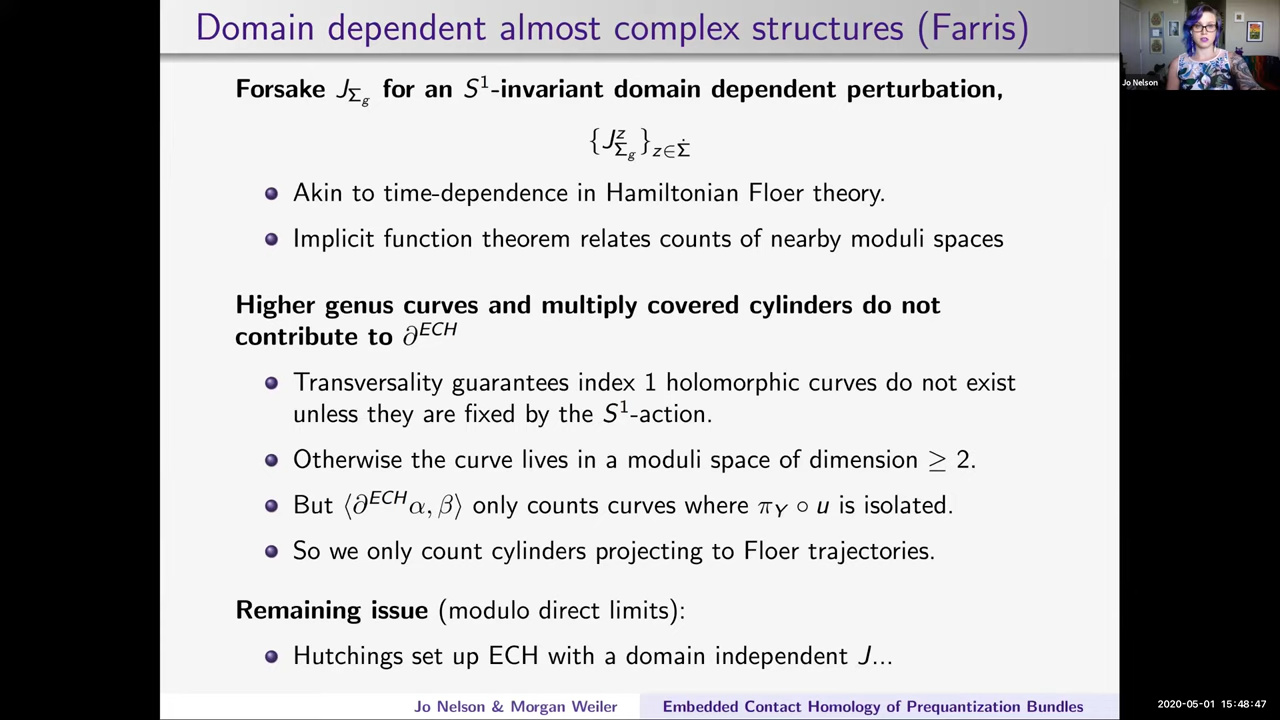 Domain dependent almost complex structures (Farris)
Jo Nelson
Forsake J_{Σ_g} for an S^1-invariant domain dependent perturbation,
{J^z_{Σ_g}}_{z∈Σ̇}
Akin to time-dependence in Hamiltonian Floer theory.
Implicit function theorem relates counts of nearby moduli spaces
Higher genus curves and multiply covered cylinders do not
contribute to ∂^{ECH}
Transversality guarantees index 1 holomorphic curves do not exist
unless they are fixed by the S^1-action.
Otherwise the curve lives in a moduli space of dimension ≥ 2.
But ⟨∂^{ECH}α, β⟩ only counts curves where π_Y ∘ u is isolated.
So we only count cylinders projecting to Floer trajectories.
Remaining issue (modulo direct limits):
Hutchings set up ECH with a domain independent J...
Jo Nelson & Morgan Weiler
Embedded Contact Homology of Prequantization Bundles
2020-05-01 15:48:47